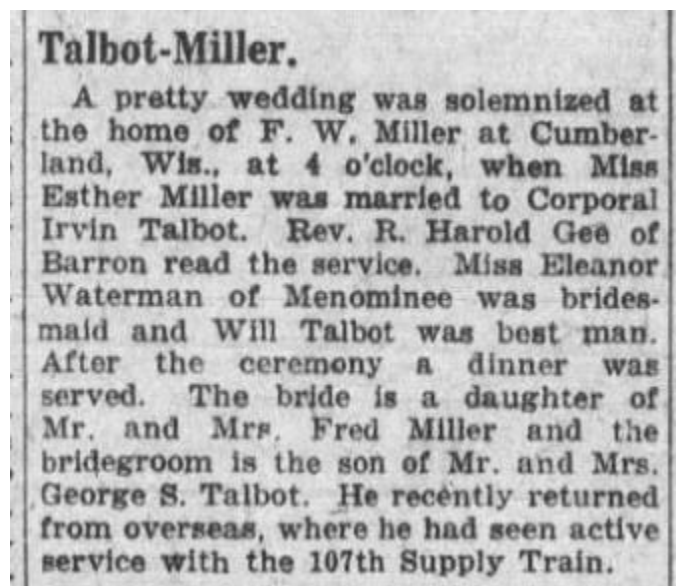 Talbot-Miller.
A pretty wedding was solemnized at
the home of F. W. Miller at Cumber-
land, Wis., at 4 o'clock, when Miss
Esther Miller was married to Corporal
Irvin Talbot. Rev. R. Harold Gee of
Barron read the service. Miss Eleanor
Waterman of Menominee was brides-
maid and Will Talbot was best man.
After the ceremony a dinner was
served. The bride is a daughter of
Mr. and Mrs. Fred Miller and the
bridegroom is the son of Mr. and Mrs.
George S. Talbot. He recently returned
from overseas, where he had seen active
service with the 107th Supply Train.